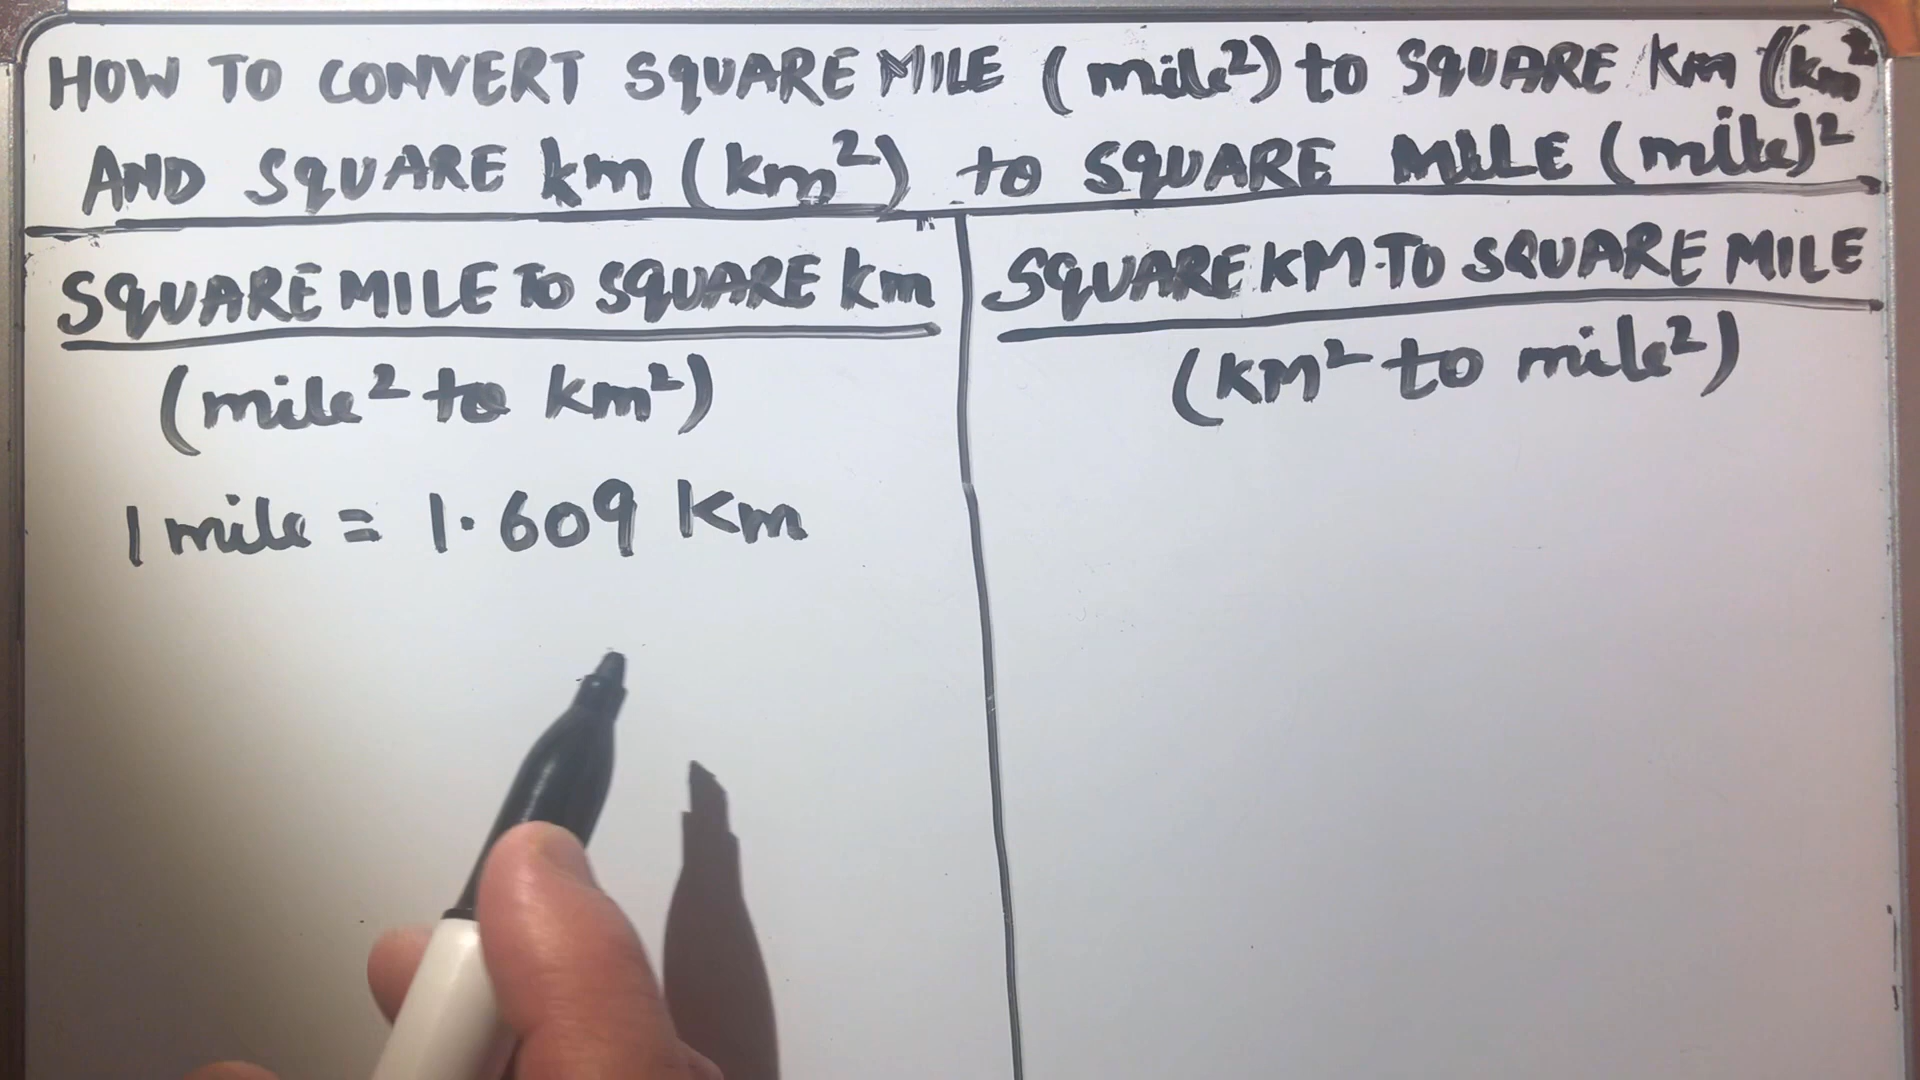 HOW TO CONVERT SQUARE MILE (mile²) to SQUARE Km (km²
AND SQUARE km (km²) to SQUARE MILE (mile)²
SQUARE MILE TO SQUARE km
(mile² to km²)
1 mile = 1.609 Km
SQUARE KM TO SQUARE MILE
(KM² to mile²)